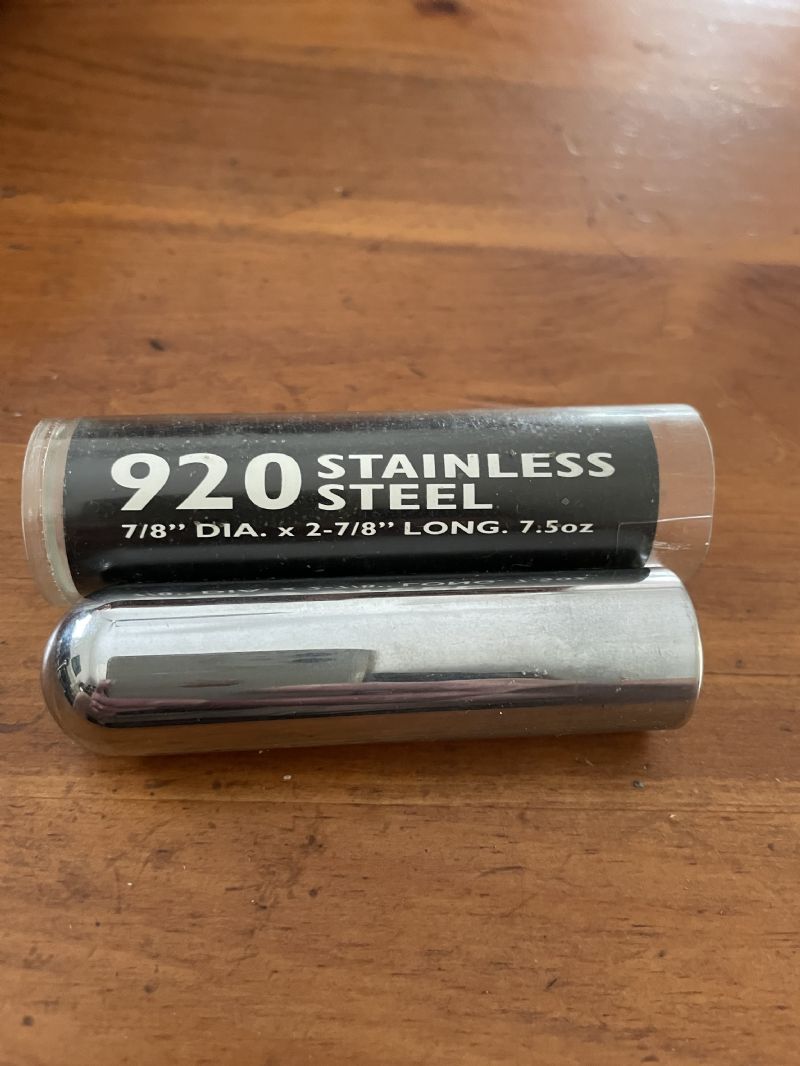 920 STAINLESS
STEEL
7/8” DIA. x 2-7/8” LONG. 7.5oz